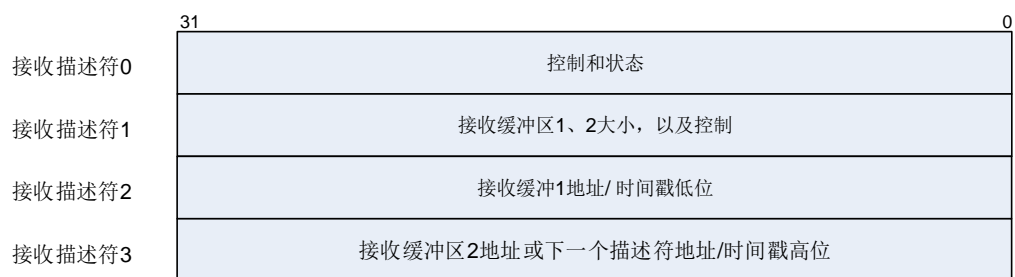 31 0
接收描述符0 控制和状态
接收描述符1 接收缓冲区1、2大小，以及控制
接收描述符2 接收缓冲1地址/ 时间戳低位
接收描述符3 接收缓冲区2地址或下一个描述符地址/时间戳高位